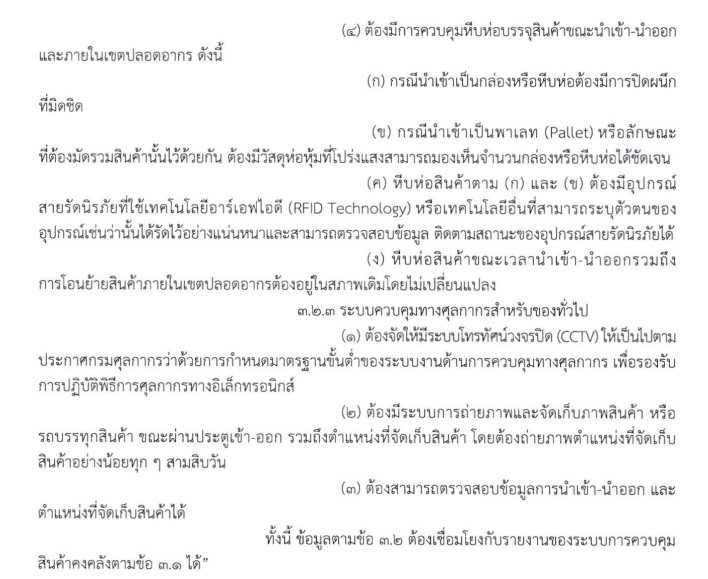 (๔) ต้องมีการควบคุมหีบห่อบรรจุสินค้าขณะนำเข้า-นำออก
และภายในเขตปลอดอากร ดังนี้
(ก) กรณีนำเข้าเป็นกล่องหรือหีบห่อต้องมีการปิดผนึก
ที่มิดชิด
(ข) กรณีนำเข้าเป็นพาเลท (Pallet) หรือลักษณะ
ที่ต้องมัดรวมสินค้านั้นไว้ด้วยกัน ต้องมีวัสดุห่อหุ้มที่โปร่งแสงสามารถมองเห็นจำนวนกล่องหรือหีบห่อได้ชัดเจน
(ค) หีบห่อสินค้าตาม (ก) และ (ข) ต้องมีอุปกรณ์
สายรัดนิรภัยที่ใช้เทคโนโลยีอาร์เอฟไอดี (RFID Technology) หรือเทคโนโลยีอื่นที่สามารถระบุตัวตนของ
อุปกรณ์เช่นว่านั้นได้รัดไว้อย่างแน่นหนาและสามารถตรวจสอบข้อมูล ติดตามสถานะของอุปกรณ์สายรัดนิรภัยได้
(ง) หีบห่อสินค้าขณะเวลานำเข้า-นำออกรวมถึง
การโอนย้ายสินค้าภายในเขตปลอดอากรต้องอยู่ในสภาพเดิมโดยไม่เปลี่ยนแปลง
๓.๒.๓ ระบบควบคุมทางศุลกากรสำหรับของทั่วไป
(๑) ต้องจัดให้มีระบบโทรทัศน์วงจรปิด (CCTV) ให้เป็นไปตาม
ประกาศกรมศุลกากรว่าด้วยการกำหนดมาตรฐานขั้นต่ำของระบบงานด้านการควบคุมทางศุลกากร เพื่อรองรับ
การปฏิบัติพิธีการศุลกากรทางอิเล็กทรอนิกส์
(๒) ต้องมีระบบการถ่ายภาพและจัดเก็บภาพสินค้า หรือ
รถบรรทุกสินค้า ขณะผ่านประตูเข้า-ออก รวมถึงตำแหน่งที่จัดเก็บสินค้า โดยต้องถ่ายภาพตำแหน่งที่จัดเก็บ
สินค้าอย่างน้อยทุก ๆ สามสิบวัน
(๓) ต้องสามารถตรวจสอบข้อมูลการนำเข้า-นำออก และ
ตำแหน่งที่จัดเก็บสินค้าได้
ทั้งนี้ ข้อมูลตามข้อ ๓.๒ ต้องเชื่อมโยงกับรายงานของระบบการควบคุม
สินค้าคงคลังตามข้อ ๓.๑ ได้”